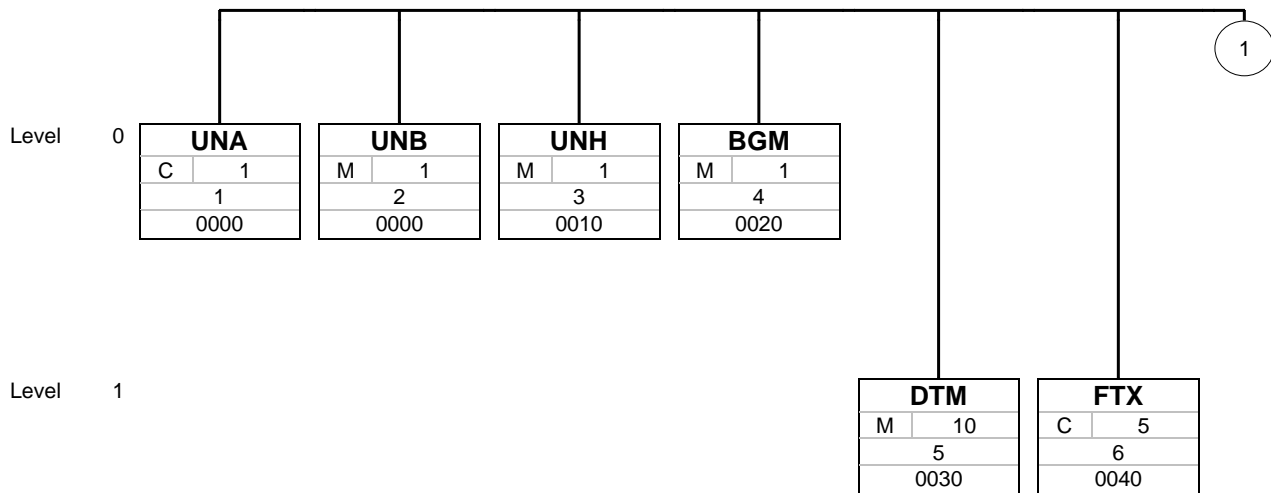 1
Level 0
UNA UNB UNH BGM
C 1 M 1 M 1 M 1
1 2 3 4
0000 0000 0010 0020
Level 1
DTM FTX
M 10 C 5
5 6
0030 0040